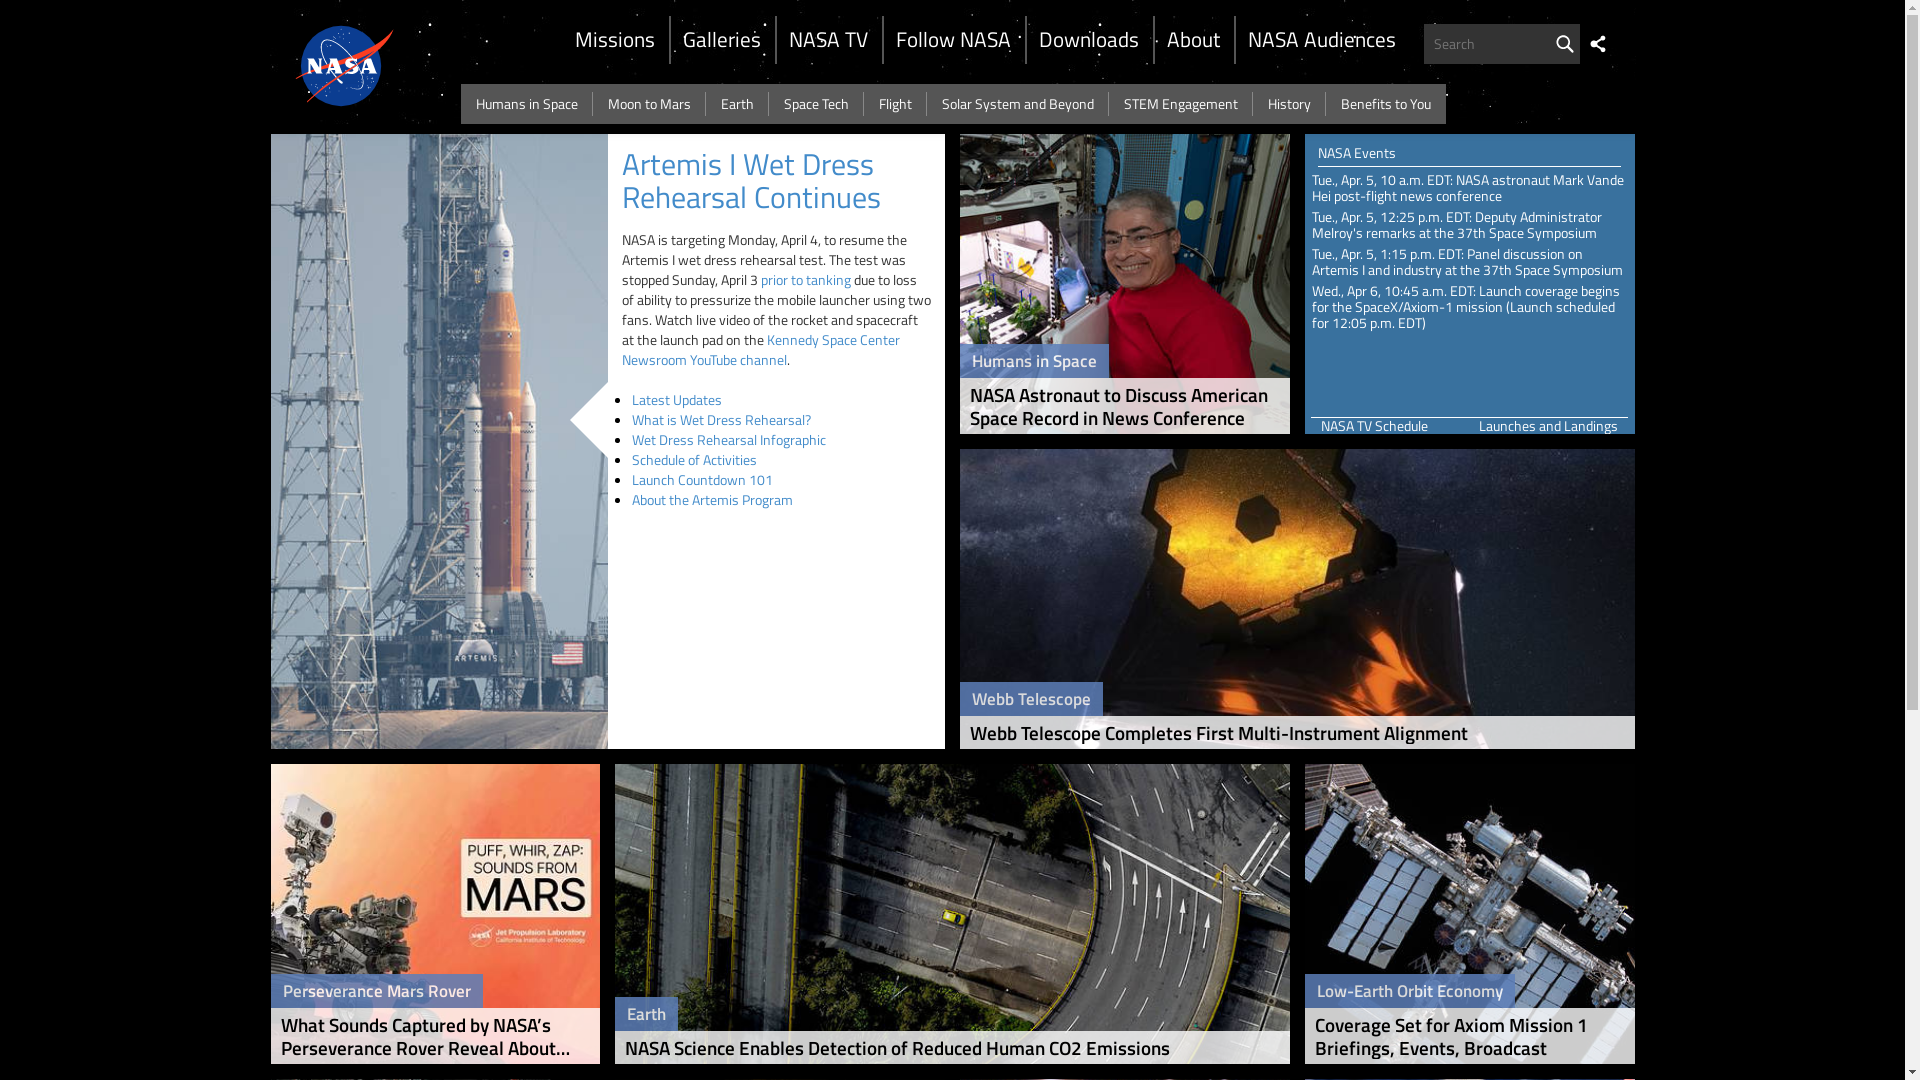 NASA
Missions
Galleries
NASA TV
Follow NASA
Downloads
About
NASA Audiences
Search
Humans in Space
Moon to Mars
Earth
Space Tech
Flight
Solar System and Beyond
STEM Engagement
History
Benefits to You
ARTEMIS
Artemis I Wet Dress
Rehearsal Continues
NASA is targeting Monday, April 4, to resume the
Artemis I wet dress rehearsal test. The test was
stopped Sunday, April 3 prior to tanking due to loss
of ability to pressurize the mobile launcher using two
fans. Watch live video of the rocket and spacecraft
at the launch pad on the Kennedy Space Center
Newsroom YouTube channel.
Latest Updates
What is Wet Dress Rehearsal?
Wet Dress Rehearsal Infographic
Schedule of Activities
Launch Countdown 101
About the Artemis Program
Humans in Space
NASA Astronaut to Discuss American
Space Record in News Conference
NASA Events
Tue., Apr. 5, 10 a.m. EDT: NASA astronaut Mark Vande
Hei post-flight news conference
Tue., Apr. 5, 12:25 p.m. EDT: Deputy Administrator
Melroy's remarks at the 37th Space Symposium
Tue., Apr. 5, 1:15 p.m. EDT: Panel discussion on
Artemis I and industry at the 37th Space Symposium
Wed., Apr 6, 10:45 a.m. EDT: Launch coverage begins
for the SpaceX/Axiom-1 mission (Launch scheduled
for 12:05 p.m. EDT)
NASA TV Schedule
Launches and Landings
Webb Telescope
Webb Telescope Completes First Multi-Instrument Alignment
PUFF, WHIR, ZAP:
SOUNDS FROM
MARS
Jet Propulsion Laboratory
California Institute of Technology
Perseverance Mars Rover
What Sounds Captured by NASA’s
Perseverance Rover Reveal About...
Earth
NASA Science Enables Detection of Reduced Human CO2 Emissions
Low-Earth Orbit Economy
Coverage Set for Axiom Mission 1
Briefings, Events, Broadcast